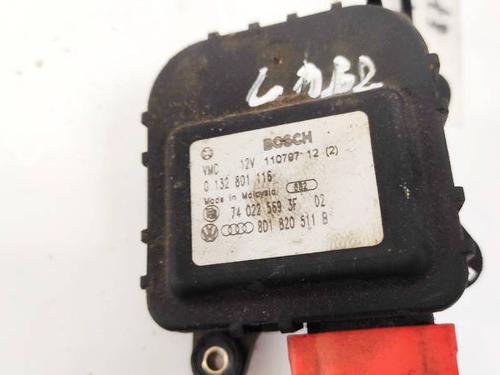 BOSCH
VMC 12V 110797 12 (2)
0 132 801 116
Made in Malaysia 482
74 022 569 3F 02
8D1 820 511 B